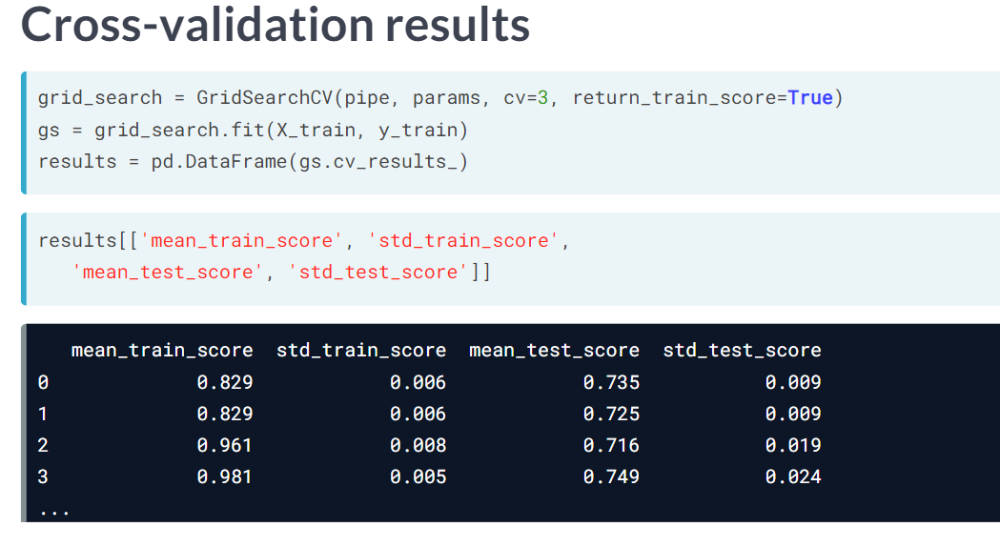 Cross-validation results
grid_search = GridSearchCV(pipe, params, cv=3, return_train_score=True)
gs = grid_search.fit(X_train, y_train)
results = pd.DataFrame(gs.cv_results_)
results[['mean_train_score', 'std_train_score',
'mean_test_score', 'std_test_score']]
mean_train_score std_train_score mean_test_score std_test_score
0 0.829 0.006 0.735 0.009
1 0.829 0.006 0.725 0.009
2 0.961 0.008 0.716 0.019
3 0.981 0.005 0.749 0.024
...